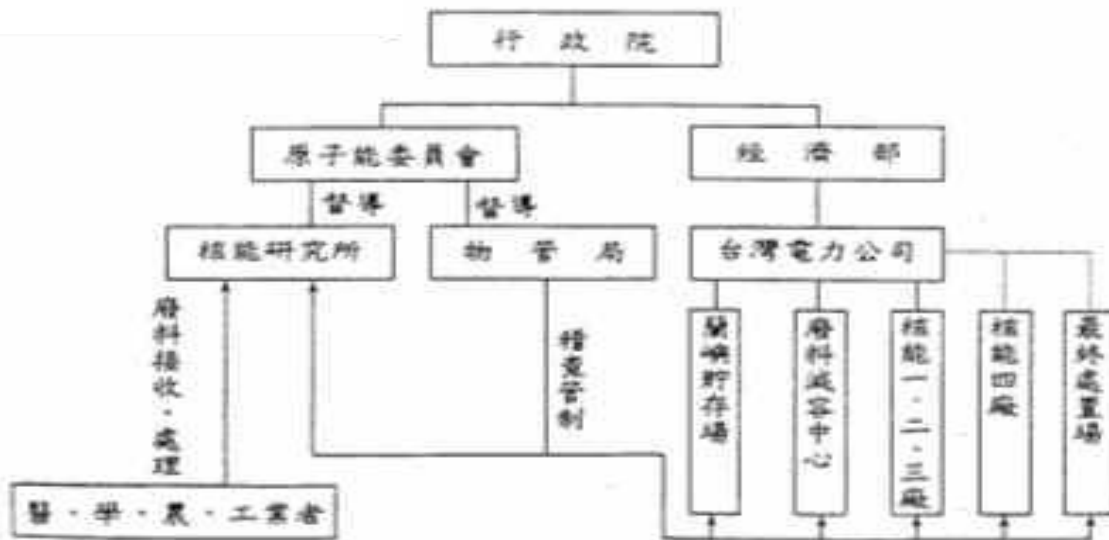 行政院
原子能委員會
經濟部
督導
督導
核能研究所
物管局
台灣電力公司
廢料接收·處理
稽查管制
蘭嶼貯存場
廢料減容中心
核能一·二·三廠
核能四廠
最終處置場
醫·學·農·工業者